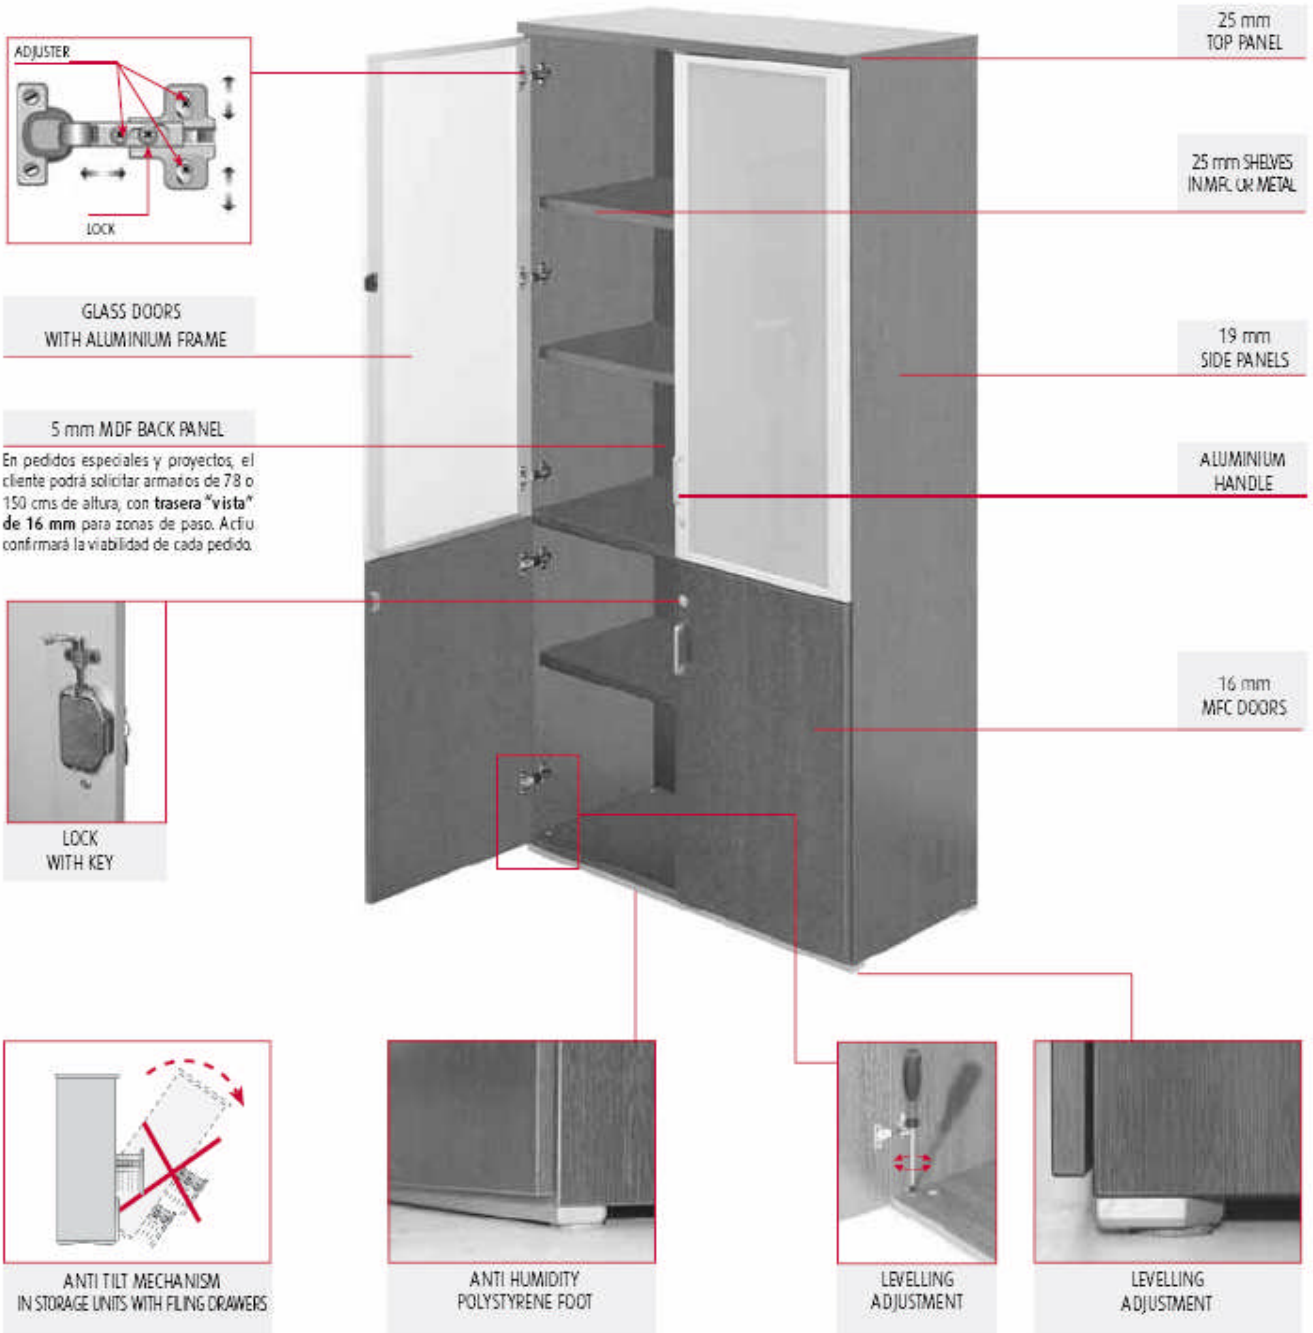 ADJUSTER
LOCK
25 mm
TOP PANEL
25 mm SHELVES
IN MFC OR METAL
GLASS DOORS
WITH ALUMINIUM FRAME
19 mm
SIDE PANELS
5 mm MDF BACK PANEL
En pedidos especiales y proyectos, el
cliente podrá solicitar armarios de 78 o
150 cms de altura, con trasera "vista"
de 16 mm para zonas de paso. Actiu
confirmará la viabilidad de cada pedido.
ALUMINIUM
HANDLE
LOCK
WITH KEY
16 mm
MFC DOORS
ANTI TILT MECHANISM
IN STORAGE UNITS WITH FILING DRAWERS
ANTI HUMIDITY
POLYSTYRENE FOOT
LEVELLING
ADJUSTMENT
LEVELLING
ADJUSTMENT